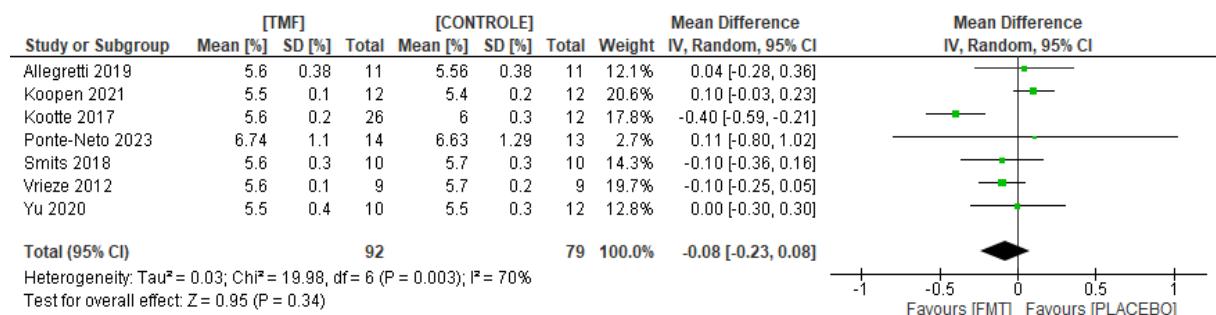 [TMF] [CONTROLE] Mean Difference Mean Difference
Study or Subgroup Mean [%] SD [%] Total Mean [%] SD [%] Total Weight IV, Random, 95% CI IV, Random, 95% CI
Allegretti 2019 5.6 0.38 11 5.56 0.38 11 12.1% 0.04 [-0.28, 0.36]
Koopen 2021 5.5 0.1 12 5.4 0.2 12 20.6% 0.10 [-0.03, 0.23]
Kootte 2017 5.6 0.2 26 6 0.3 12 17.8% -0.40 [-0.59, -0.21]
Ponte-Neto 2023 6.74 1.1 14 6.63 1.29 13 2.7% 0.11 [-0.80, 1.02]
Smits 2018 5.6 0.3 10 5.7 0.3 10 14.3% -0.10 [-0.36, 0.16]
Vrieze 2012 5.6 0.1 9 5.7 0.2 9 19.7% -0.10 [-0.25, 0.05]
Yu 2020 5.5 0.4 10 5.5 0.3 12 12.8% 0.00 [-0.30, 0.30]
Total (95% CI) 92 79 100.0% -0.08 [-0.23, 0.08]
Heterogeneity: Tau² = 0.03; Chi² = 19.98, df = 6 (P = 0.003); I² = 70%
Test for overall effect: Z = 0.95 (P = 0.34)
-1 -0.5 0 0.5 1
Favours [FMT] Favours [PLACEBO]